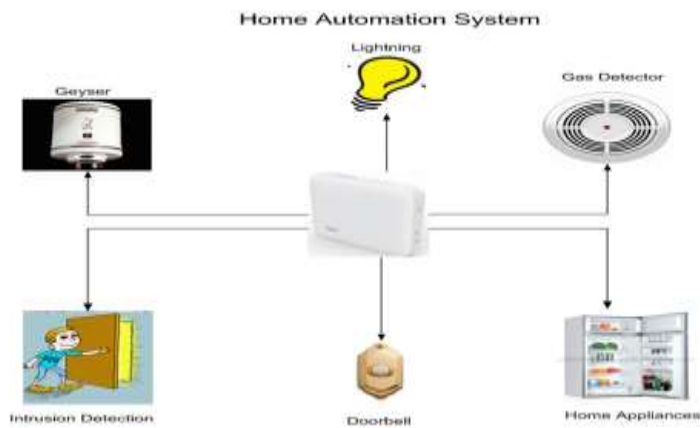 Home Automation System
Lightning
Geyser
Gas Detector
Intrusion Detection
Doorbell
Home Appliances